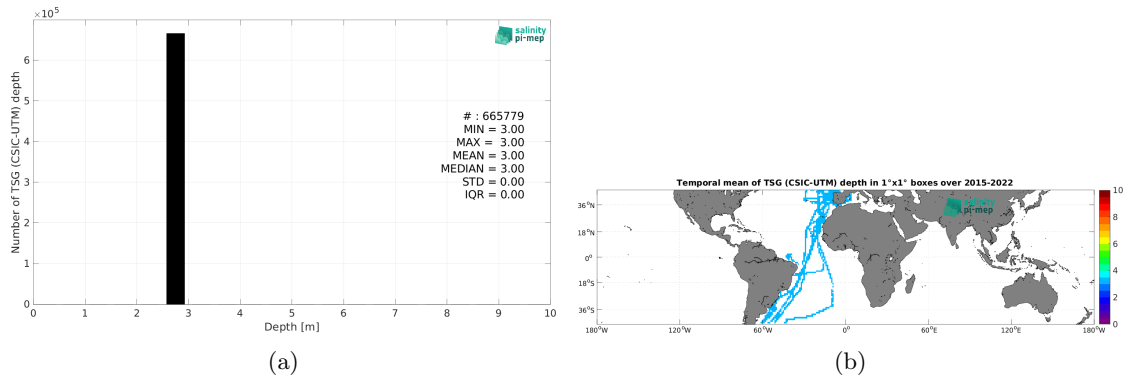 ×10⁵
salinity
pi-mep
6
5
4
3
2
1
0
Number of TSG (CSIC-UTM) depth
# : 665779
MIN = 3.00
MAX = 3.00
MEAN = 3.00
MEDIAN = 3.00
STD = 0.00
IQR = 0.00
0 1 2 3 4 5 6 7 8 9 10
Depth [m]
(a)
Temporal mean of TSG (CSIC-UTM) depth in 1°x1° boxes over 2015-2022
salinity
pi-mep
36°N
18°N
0°
18°S
36°S
180°W 120°W 60°W 0° 60°E 120°E 180°W
10
8
6
4
2
0
(b)